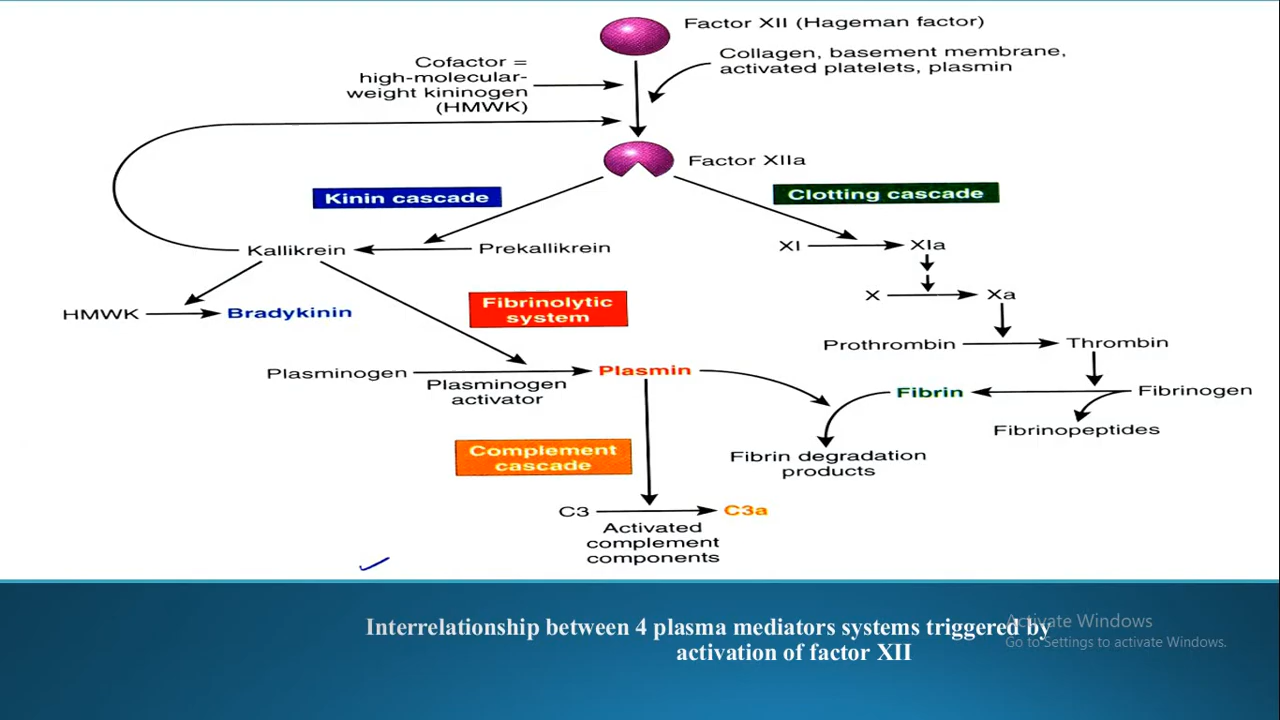 Factor XII (Hageman factor)
Collagen, basement membrane,
activated platelets, plasmin
Cofactor =
high-molecular-
weight kininogen
(HMWK)
Factor XIIa
Kinin cascade
Clotting cascade
Kallikrein
Prekallikrein
XI
XIa
HMWK
Bradykinin
Fibrinolytic
system
X
Xa
Prothrombin
Thrombin
Plasminogen
Plasminogen
activator
Plasmin
Fibrin
Fibrinogen
Fibrinopeptides
Fibrin degradation
products
Complement
cascade
C3
C3a
Activated
complement
components
Interrelationship between 4 plasma mediators systems triggered by
activation of factor XII
Activate Windows
Go to Settings to activate Windows.